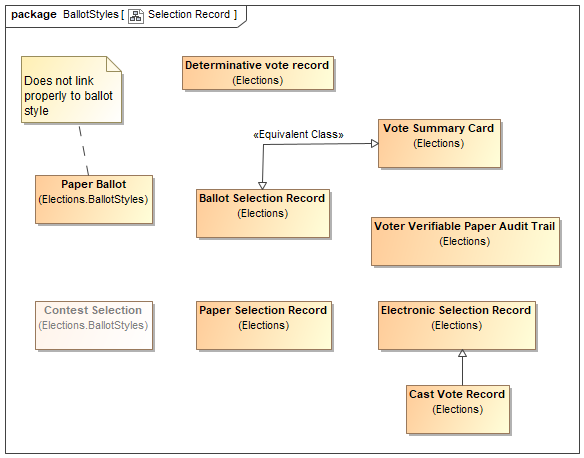 package BallotStyles [ Selection Record ]
Does not link
properly to ballot
style
Determinative vote record
(Elections)
«Equivalent Class»
Vote Summary Card
(Elections)
Paper Ballot
(Elections.BallotStyles)
Ballot Selection Record
(Elections)
Voter Verifiable Paper Audit Trail
(Elections)
Contest Selection
(Elections.BallotStyles)
Paper Selection Record
(Elections)
Electronic Selection Record
(Elections)
Cast Vote Record
(Elections)